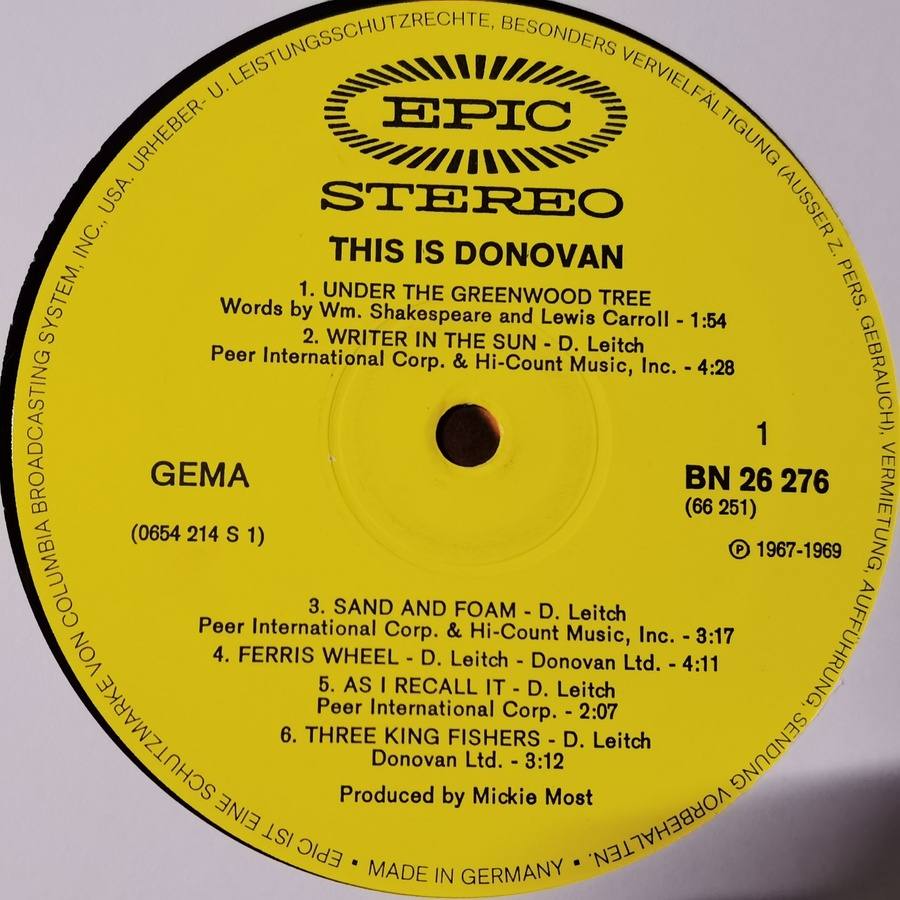 EPIC
STEREO
THIS IS DONOVAN
1. UNDER THE GREENWOOD TREE
Words by Wm. Shakespeare and Lewis Carroll - 1:54
2. WRITER IN THE SUN - D. Leitch
Peer International Corp. & Hi-Count Music, Inc. - 4:28
GEMA
(0654 214 S 1)
1
BN 26 276
(66 251)
Ⓟ 1967-1969
3. SAND AND FOAM - D. Leitch
Peer International Corp. & Hi-Count Music, Inc. - 3:17
4. FERRIS WHEEL - D. Leitch - Donovan Ltd. - 4:11
5. AS I RECALL IT - D. Leitch
Peer International Corp. - 2:07
6. THREE KING FISHERS - D. Leitch
Donovan Ltd. - 3:12
Produced by Mickie Most
EPIC IST EINE SCHUTZMARKE VON COLUMBIA BROADCASTING SYSTEM, INC., USA. URHEBER- U. LEISTUNGSSCHUTZRECHTE, BESONDERS VERVIELFÄLTIGUNG (AUSSER Z. PERS. GEBRAUCH), VERMIETUNG, AUFFÜHRUNG, SENDUNG VORBEHALTEN. ▪ MADE IN GERMANY ▪